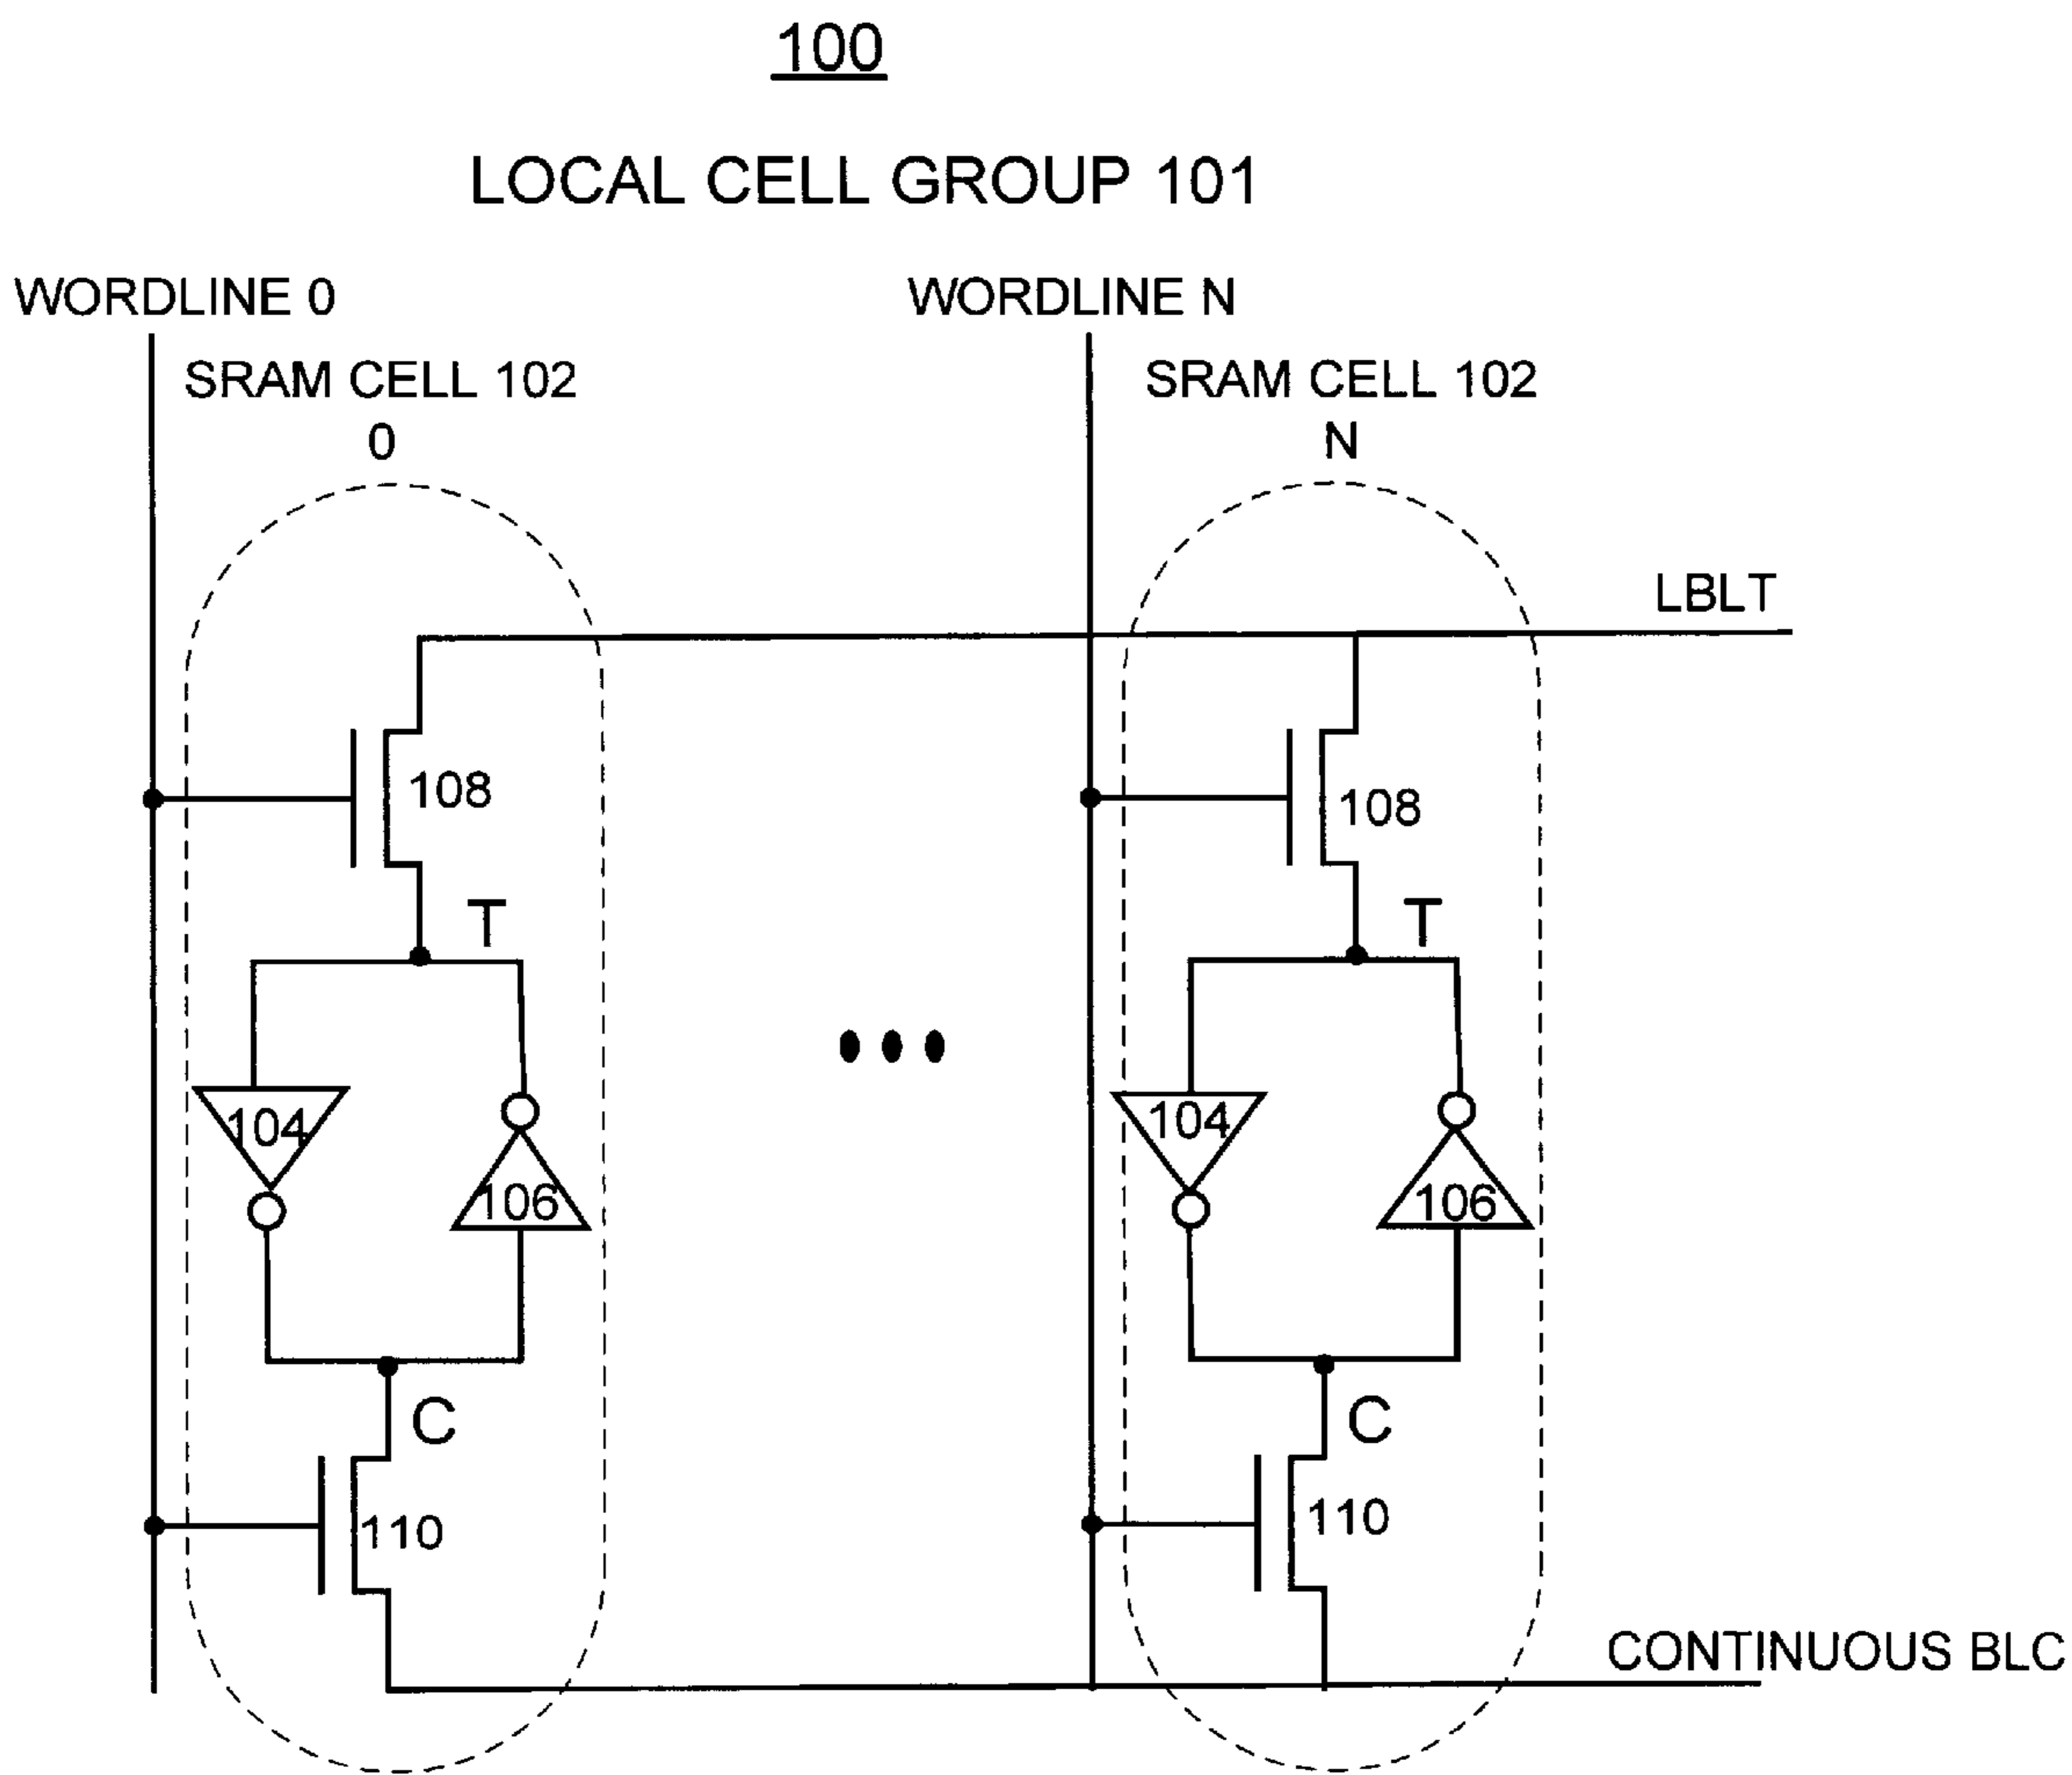 100
LOCAL CELL GROUP 101
WORDLINE 0
WORDLINE N
SRAM CELL 102
0
SRAM CELL 102
N
LBLT
108
108
T
T
104
106
104
106
C
C
110
110
CONTINUOUS BLC